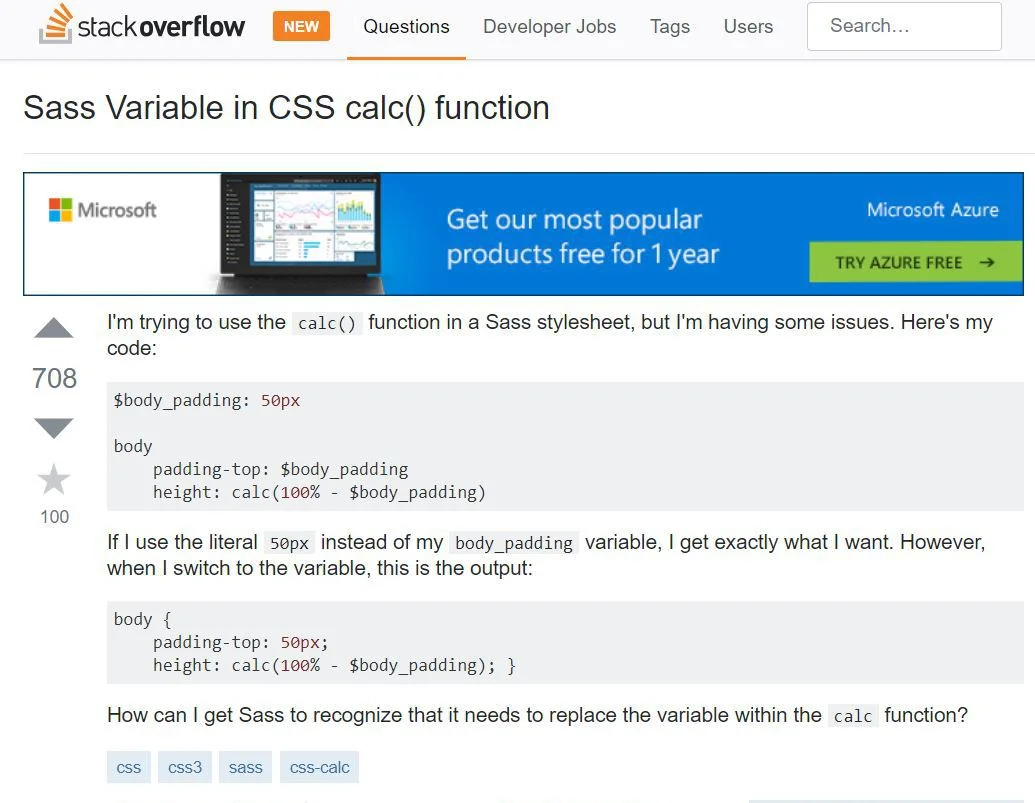 stackoverflow NEW Questions Developer Jobs Tags Users Search...
Sass Variable in CSS calc() function
Microsoft
Get our most popular
products free for 1 year
Microsoft Azure
TRY AZURE FREE →
I'm trying to use the calc() function in a Sass stylesheet, but I'm having some issues. Here's my
code:
708
$body_padding: 50px
body
padding-top: $body_padding
height: calc(100% - $body_padding)
100
If I use the literal 50px instead of my body_padding variable, I get exactly what I want. However,
when I switch to the variable, this is the output:
body {
padding-top: 50px;
height: calc(100% - $body_padding); }
How can I get Sass to recognize that it needs to replace the variable within the calc function?
css css3 sass css-calc